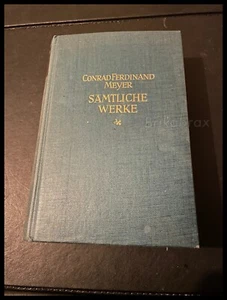 CONRAD FERDINAND
MEYER
SÄMTLICHE
WERKE